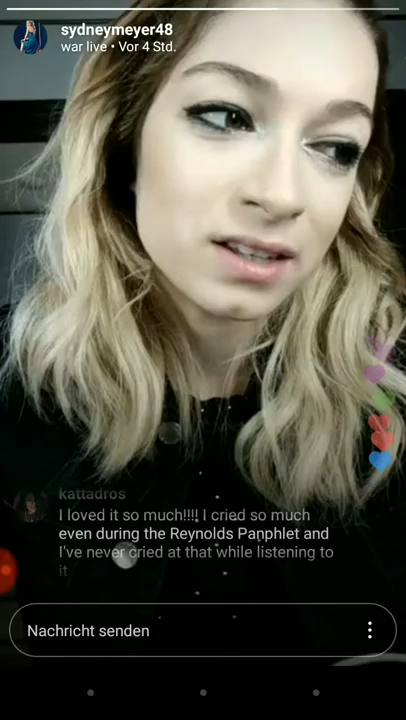 sydneymeyer48
war live • Vor 4 Std.
kattadros
I loved it so much!!!! I cried so much
even during the Reynolds Panphlet and
I've never cried at that while listening to
it
Nachricht senden